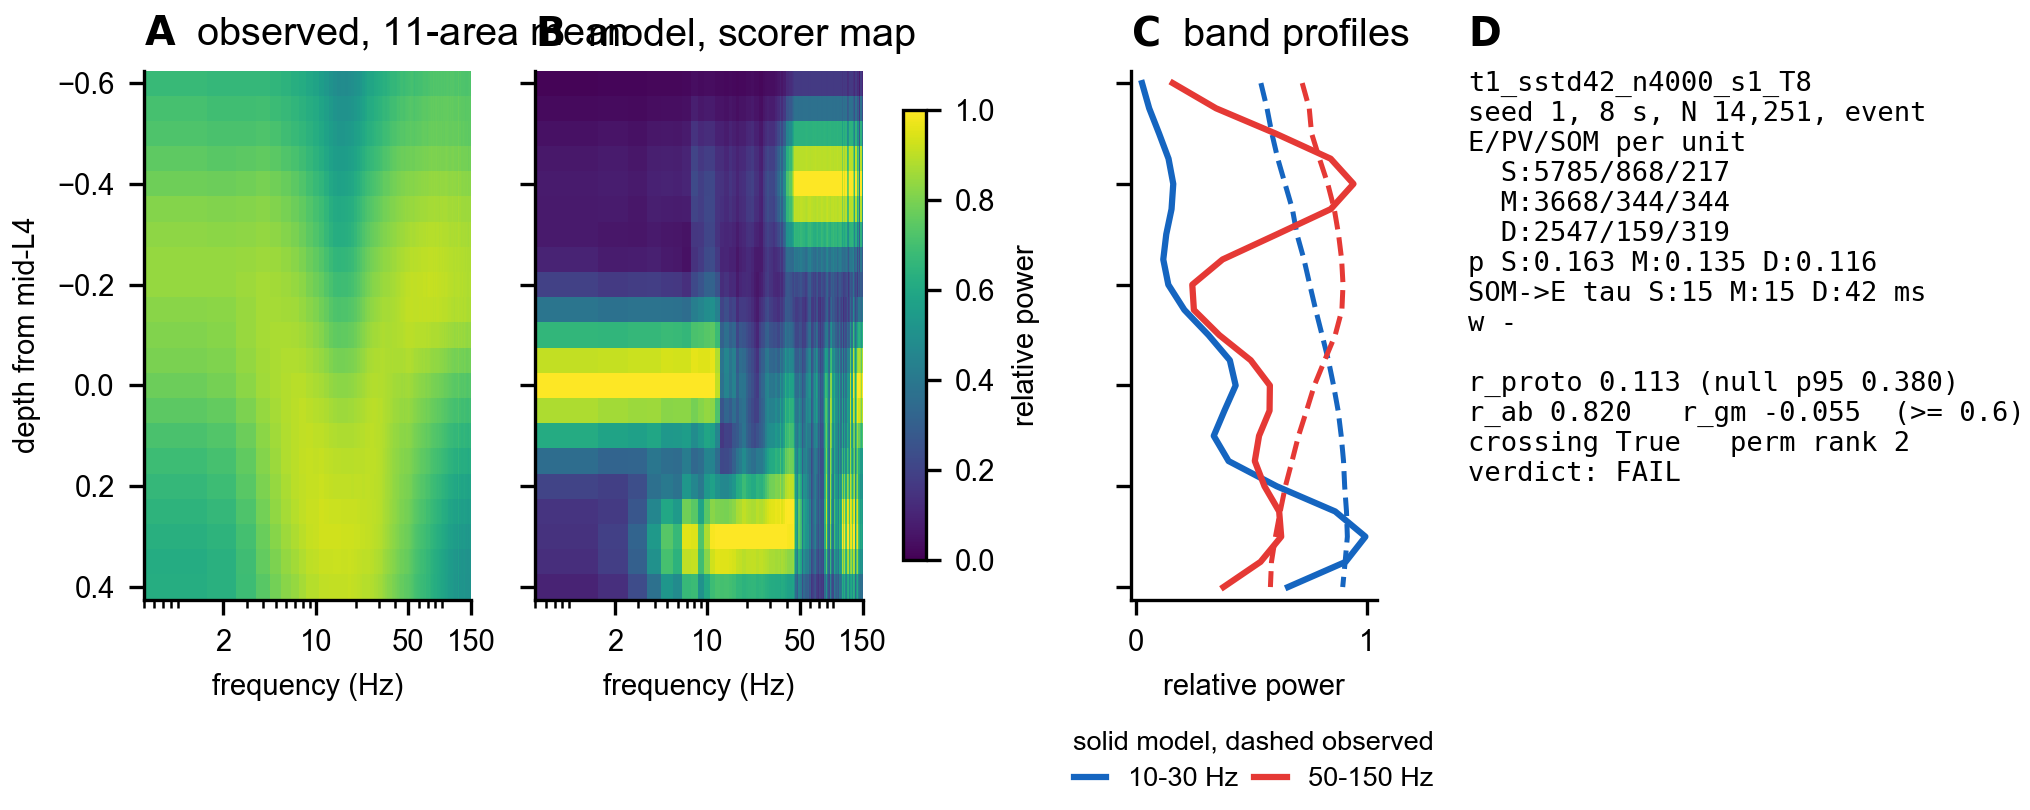 A observed, 11-area mean
B model, scorer map
C band profiles
D
−0.6
−0.4
−0.2
0.0
0.2
0.4
depth from mid-L4
2 10 50 150
frequency (Hz)
2 10 50 150
frequency (Hz)
1.0
0.8
0.6
0.4
0.2
0.0
relative power
0 1
relative power
solid model, dashed observed
10-30 Hz 50-150 Hz
t1_sstd42_n4000_s1_T8
seed 1, 8 s, N 14,251, event
E/PV/SOM per unit
S:5785/868/217
M:3668/344/344
D:2547/159/319
p S:0.163 M:0.135 D:0.116
SOM->E tau S:15 M:15 D:42 ms
w -
r_proto 0.113 (null p95 0.380)
r_ab 0.820 r_gm -0.055 (>= 0.6)
crossing True perm rank 2
verdict: FAIL